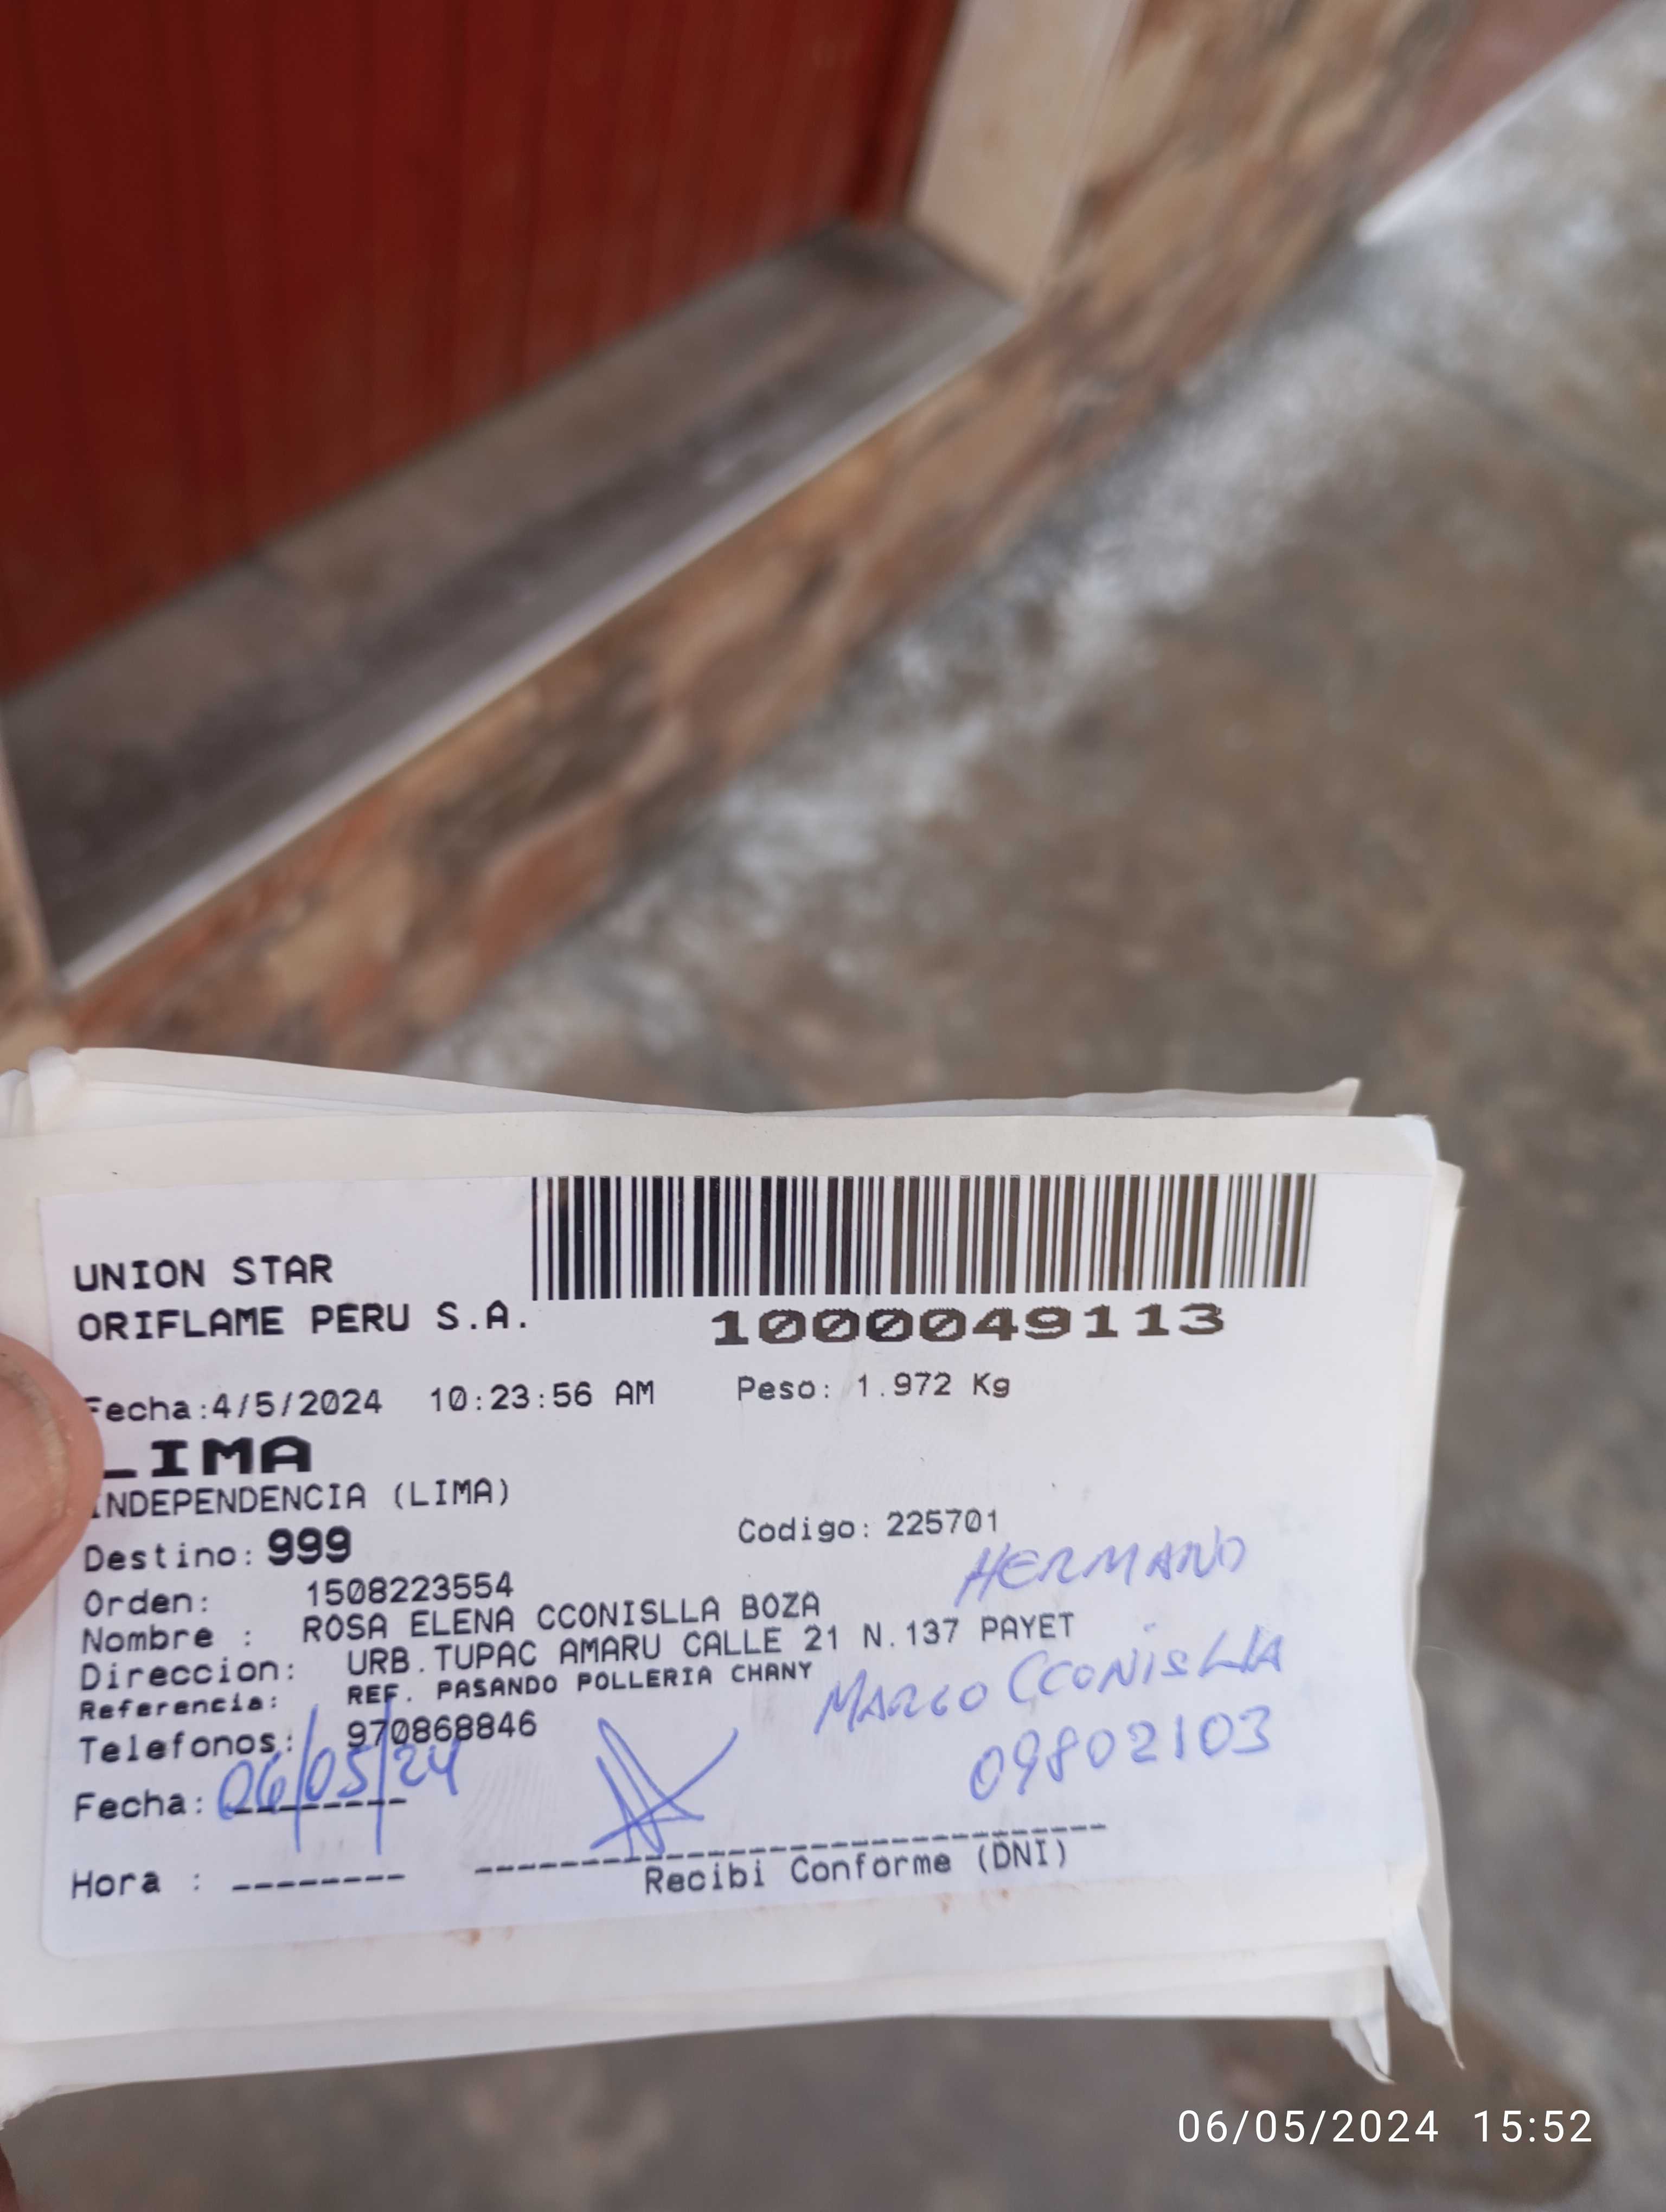 UNION STAR
ORIFLAME PERU S.A.
1000049113
Fecha:4/5/2024 10:23:56 AM Peso: 1.972 Kg
LIMA
INDEPENDENCIA (LIMA)
Destino: 999 Codigo: 225701
HERMANO
Orden: 1508223554
Nombre : ROSA ELENA CCONISLLA BOZA
Direccion: URB.TUPAC AMARU CALLE 21 N.137 PAYET
Referencia: REF. PASANDO POLLERIA CHANY
MARCO CCONISLLA
Telefonos: 970868846
09802103
Fecha: 06/05/24
Hora :
Recibi Conforme (DNI)
06/05/2024 15:52